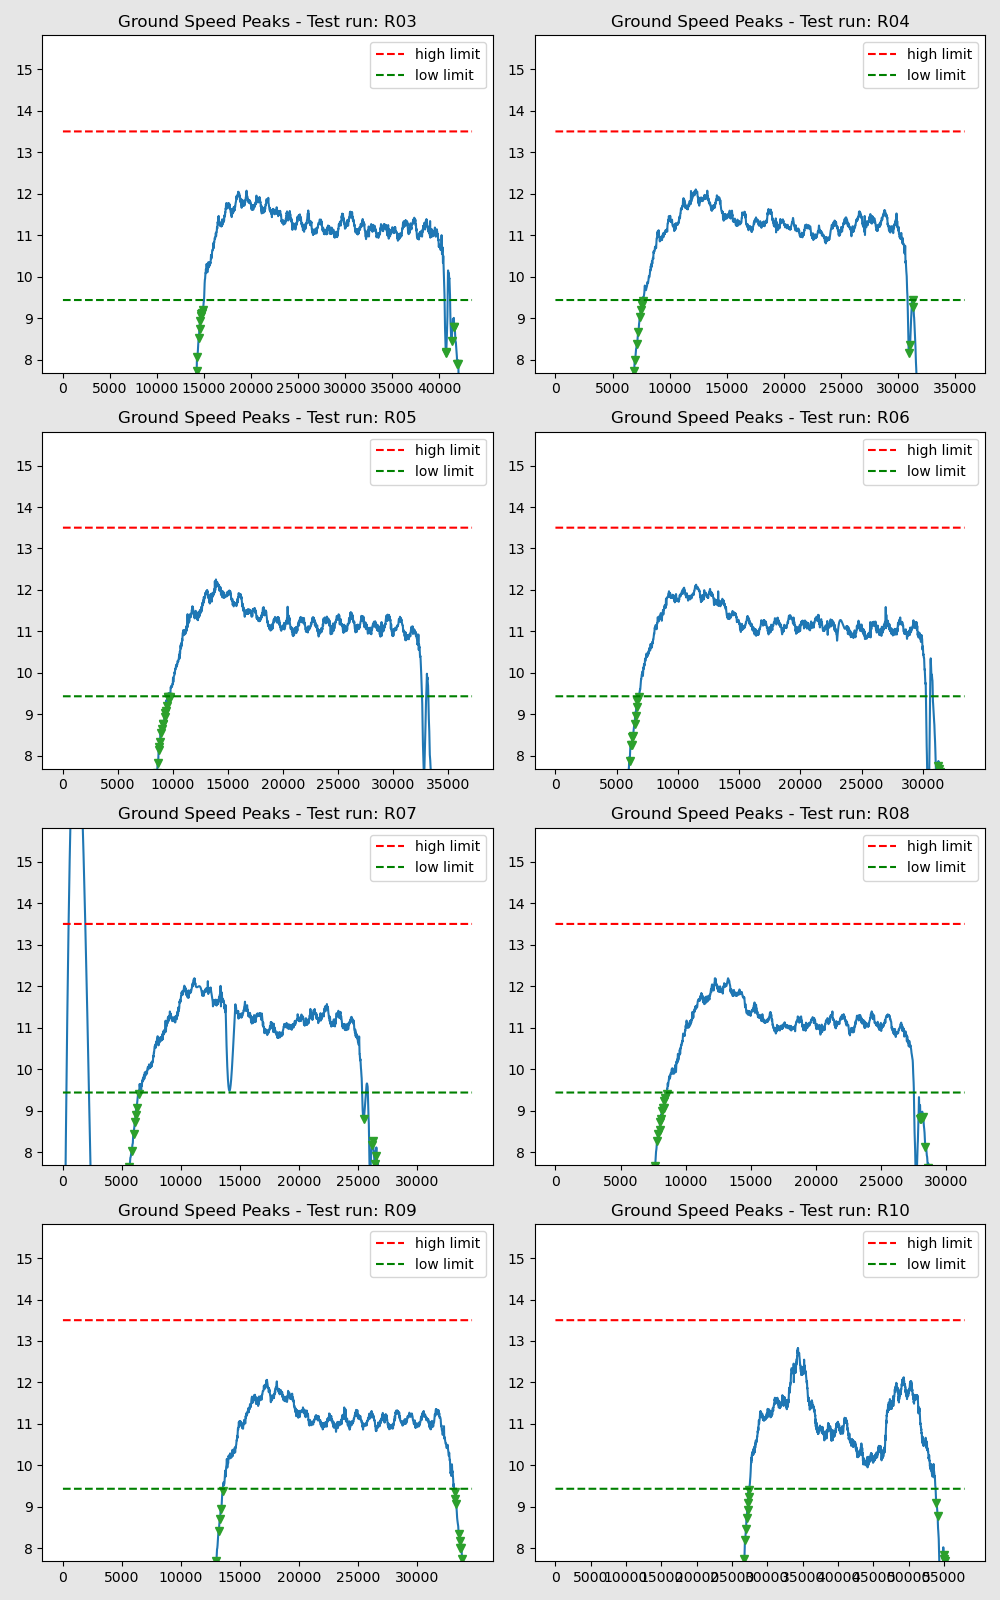 Ground Speed Peaks - Test run: R03
high limit
low limit
15
14
13
12
11
10
9
8
0 5000 10000 15000 20000 25000 30000 35000 40000
Ground Speed Peaks - Test run: R04
high limit
low limit
15
14
13
12
11
10
9
8
0 5000 10000 15000 20000 25000 30000 35000
Ground Speed Peaks - Test run: R05
high limit
low limit
15
14
13
12
11
10
9
8
0 5000 10000 15000 20000 25000 30000 35000
Ground Speed Peaks - Test run: R06
high limit
low limit
15
14
13
12
11
10
9
8
0 5000 10000 15000 20000 25000 30000
Ground Speed Peaks - Test run: R07
high limit
low limit
15
14
13
12
11
10
9
8
0 5000 10000 15000 20000 25000 30000
Ground Speed Peaks - Test run: R08
high limit
low limit
15
14
13
12
11
10
9
8
0 5000 10000 15000 20000 25000 30000
Ground Speed Peaks - Test run: R09
high limit
low limit
15
14
13
12
11
10
9
8
0 5000 10000 15000 20000 25000 30000
Ground Speed Peaks - Test run: R10
high limit
low limit
15
14
13
12
11
10
9
8
0 5000 10000 15000 20000 25000 30000 35000 40000 45000 50000 55000